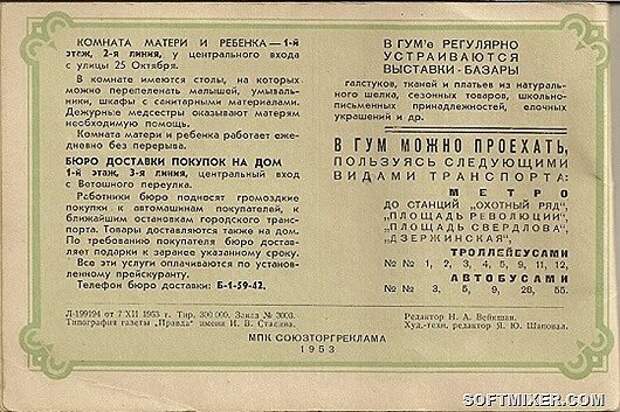 КОМНАТА МАТЕРИ И РЕБЕНКА — 1-й
этаж, 2-я линия, у центрального входа
с улицы 25 Октября.
В комнате имеются столы, на которых
можно перепеленать малышей, умываль-
ники, шкафы с санитарными материалами.
Дежурные медсестры оказывают матерям
необходимую помощь.
Комната матери и ребенка работает еже-
дневно без перерыва.
БЮРО ДОСТАВКИ ПОКУПОК НА ДОМ
1-й этаж, 3-я линия, центральный вход
с Ветошного переулка.
Работники бюро подносят громоздкие
покупки к автомашинам покупателей, к
ближайшим остановкам городского транс-
порта. Товары доставляются также на дом.
По требованию покупателя бюро достав-
ляет подарки к заранее указанному сроку.
Все эти услуги оплачиваются по установ-
ленному прейскуранту.
Телефон бюро доставки: Б-1-59-42.
В ГУМ'е РЕГУЛЯРНО
УСТРАИВАЮТСЯ
ВЫСТАВКИ-БАЗАРЫ
галстуков, тканей и платьев из натураль-
ного шелка, сезонных товаров, школьно-
письменных принадлежностей, елочных
украшений и др.
В ГУМ МОЖНО ПРОЕХАТЬ,
ПОЛЬЗУЯСЬ СЛЕДУЮЩИМИ
ВИДАМИ ТРАНСПОРТА:
МЕТРО
ДО СТАНЦИЙ „ОХОТНЫЙ РЯД",
„ПЛОЩАДЬ РЕВОЛЮЦИИ",
„ПЛОЩАДЬ СВЕРДЛОВА",
„ДЗЕРЖИНСКАЯ",
ТРОЛЛЕЙБУСАМИ
№ № 1, 2, 3, 4, 5, 9, 11, 12,
АВТОБУСАМИ
№ № 3, 5, 9, 28, 55.
Л-199194 от 7/XII 1953 г. Тир. 300.000. Заказ № 3003.
Типография газеты „Правда" имени И. В. Сталина.
Редактор Н. А. Вейкшан.
Худ.-техн. редактор Я. Ю. Шаповал.
МПК СОЮЗТОРГРЕКЛАМА
1953
SOFTMIXER.COM